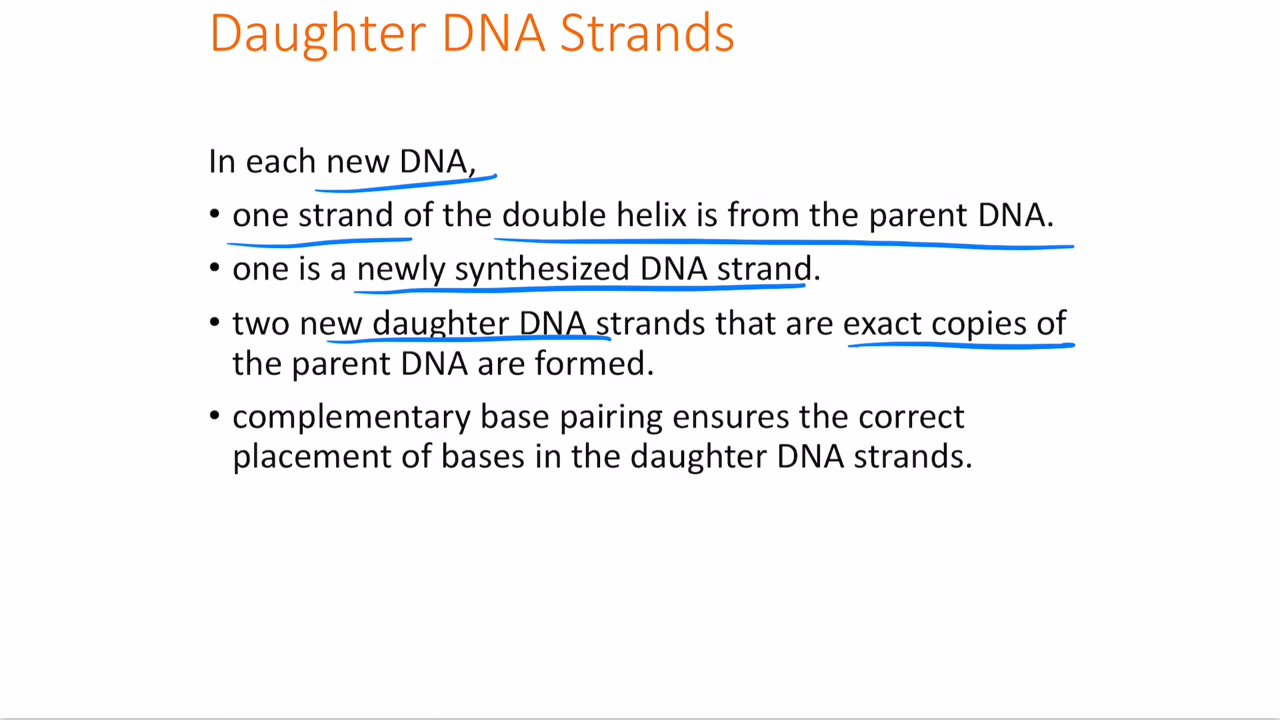 Daughter DNA Strands
In each new DNA,
• one strand of the double helix is from the parent DNA.
• one is a newly synthesized DNA strand.
• two new daughter DNA strands that are exact copies of
the parent DNA are formed.
• complementary base pairing ensures the correct
placement of bases in the daughter DNA strands.